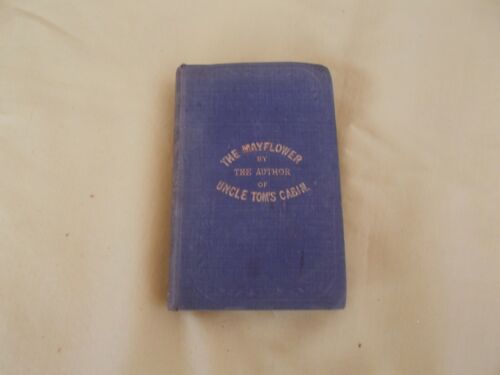 THE MAYFLOWER
BY
THE AUTHOR
OF
UNCLE TOM'S CABIN.